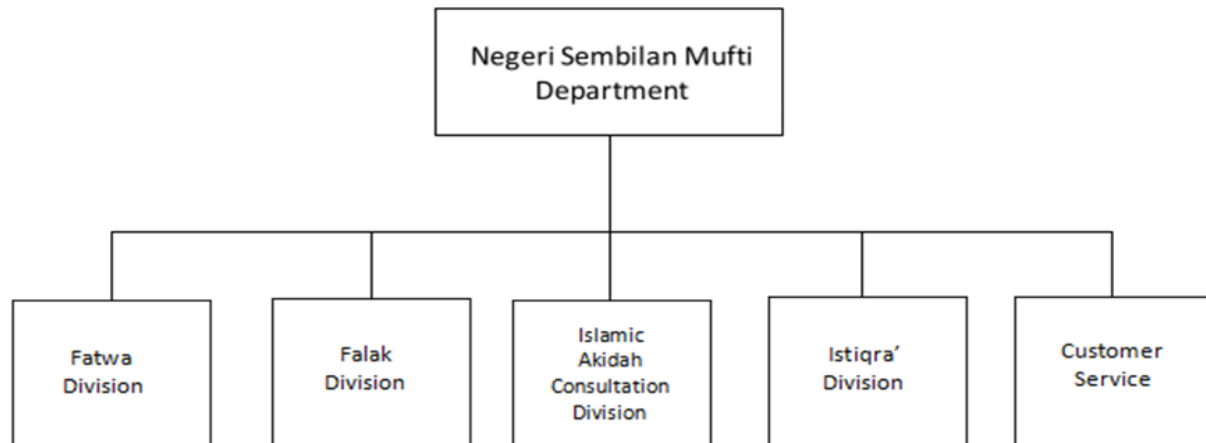 Negeri Sembilan Mufti
Department
Fatwa
Division
Falak
Division
Islamic
Akidah
Consultation
Division
Istiqra’
Division
Customer
Service